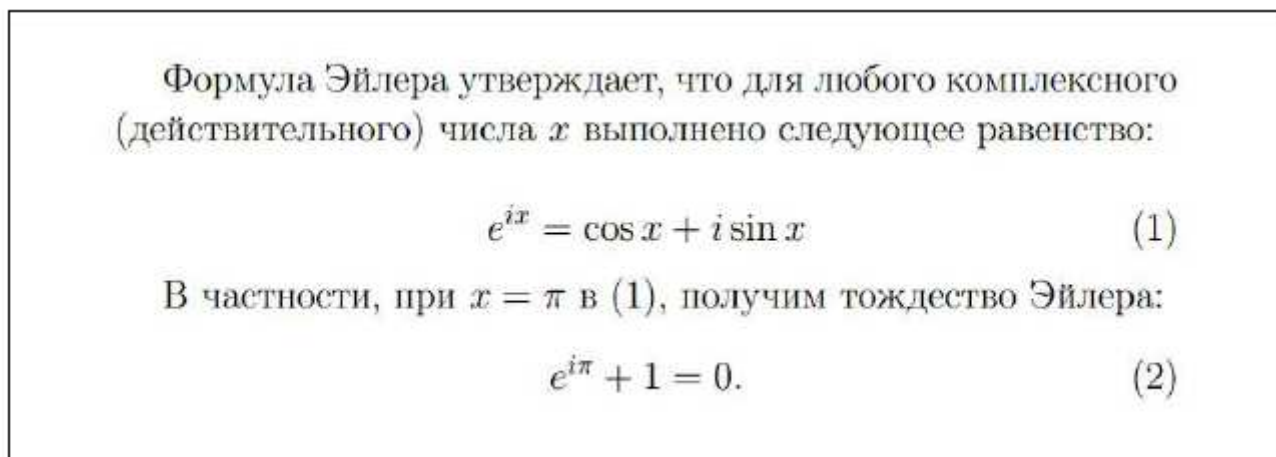 Формула Эйлера утверждает, что для любого комплексного
(действительного) числа x выполнено следующее равенство:
e^{ix} = cos x + i sin x (1)
В частности, при x = π в (1), получим тождество Эйлера:
e^{iπ} + 1 = 0. (2)